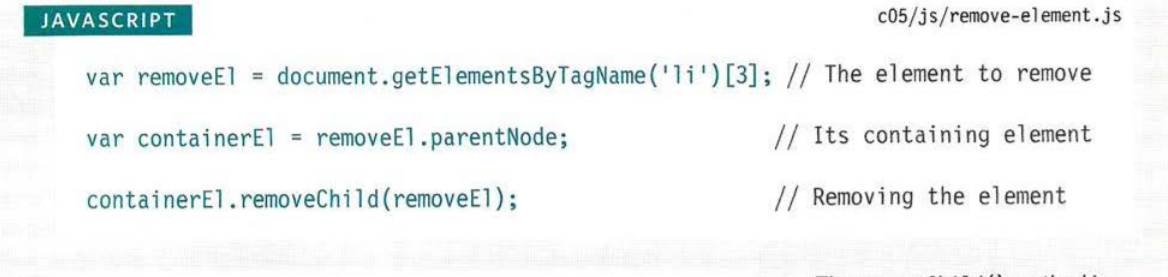 JAVASCRIPT
c05/js/remove-element.js
var removeEl = document.getElementsByTagName('li')[3]; // The element to remove
var containerEl = removeEl.parentNode; // Its containing element
containerEl.removeChild(removeEl); // Removing the element